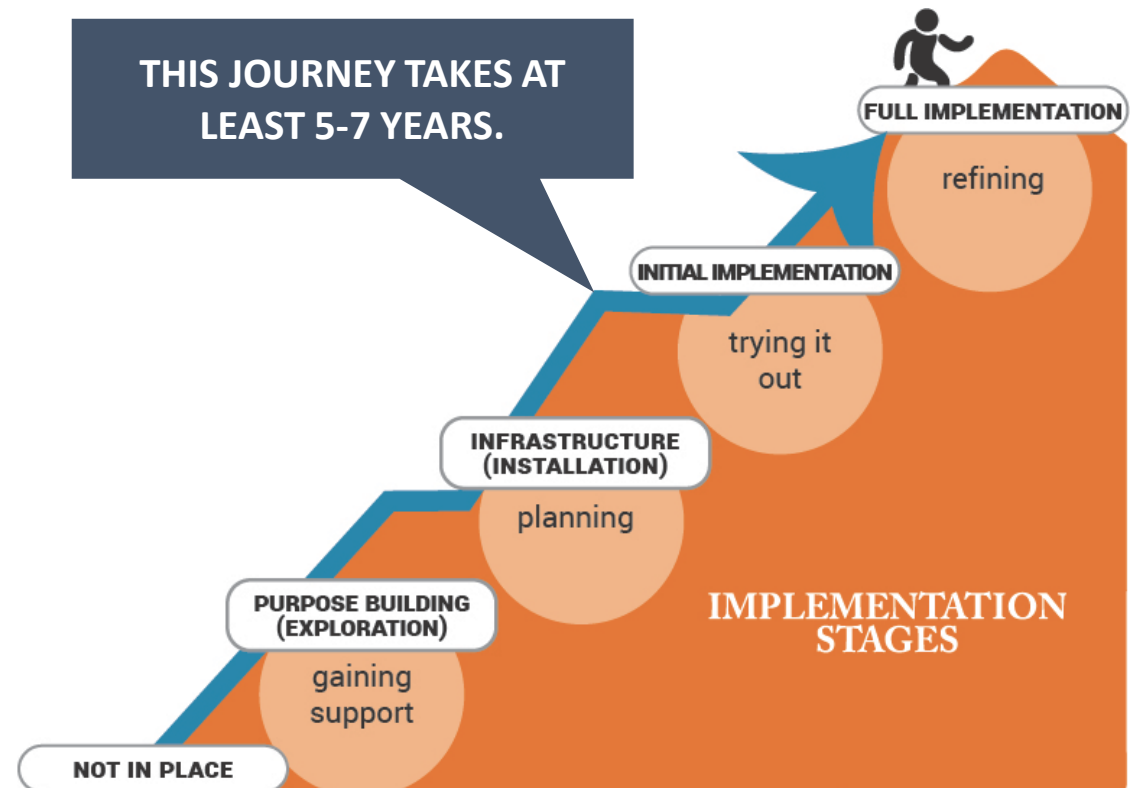 THIS JOURNEY TAKES AT
LEAST 5-7 YEARS.
FULL IMPLEMENTATION
refining
INITIAL IMPLEMENTATION
trying it
out
INFRASTRUCTURE
(INSTALLATION)
planning
PURPOSE BUILDING
(EXPLORATION)
gaining
support
IMPLEMENTATION
STAGES
NOT IN PLACE